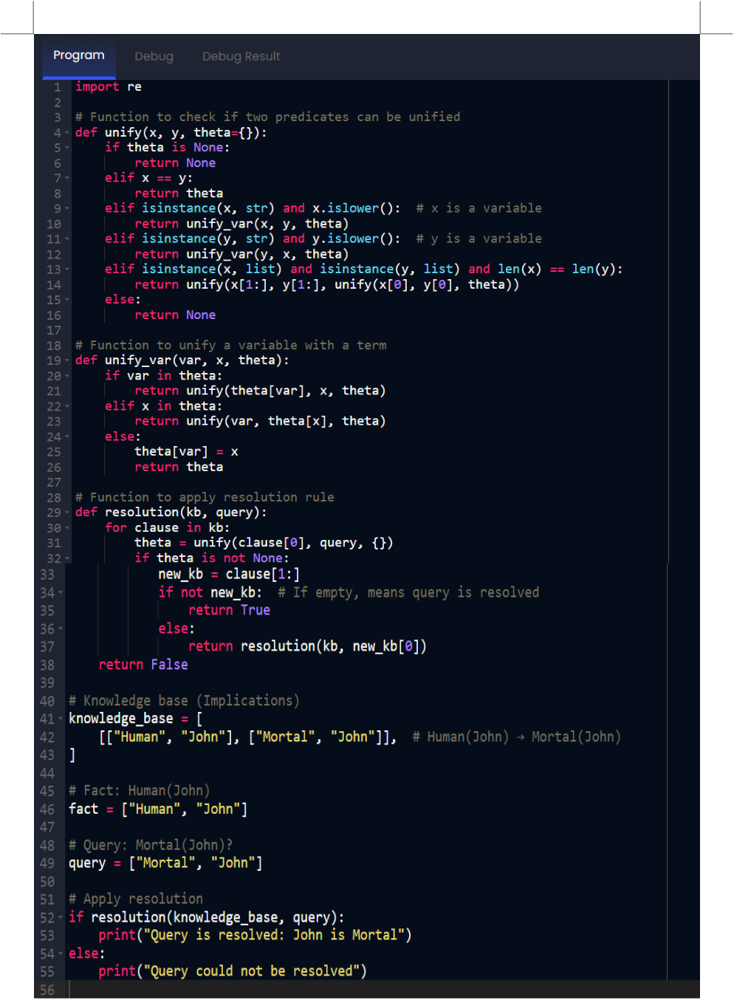 Program Debug Debug Result
1 import re
2
3 # Function to check if two predicates can be unified
4 def unify(x, y, theta={}):
5     if theta is None:
6         return None
7     elif x == y:
8         return theta
9     elif isinstance(x, str) and x.islower():  # x is a variable
10         return unify_var(x, y, theta)
11     elif isinstance(y, str) and y.islower():  # y is a variable
12         return unify_var(y, x, theta)
13     elif isinstance(x, list) and isinstance(y, list) and len(x) == len(y):
14         return unify(x[1:], y[1:], unify(x[0], y[0], theta))
15     else:
16         return None
17
18 # Function to unify a variable with a term
19 def unify_var(var, x, theta):
20     if var in theta:
21         return unify(theta[var], x, theta)
22     elif x in theta:
23         return unify(var, theta[x], theta)
24     else:
25         theta[var] = x
26         return theta
27
28 # Function to apply resolution rule
29 def resolution(kb, query):
30     for clause in kb:
31         theta = unify(clause[0], query, {})
32         if theta is not None:
33             new_kb = clause[1:]
34             if not new_kb:  # If empty, means query is resolved
35                 return True
36             else:
37                 return resolution(kb, new_kb[0])
38     return False
39
40 # Knowledge base (Implications)
41 knowledge_base = [
42     [["Human", "John"], ["Mortal", "John"]],  # Human(John) → Mortal(John)
43 ]
44
45 # Fact: Human(John)
46 fact = ["Human", "John"]
47
48 # Query: Mortal(John)?
49 query = ["Mortal", "John"]
50
51 # Apply resolution
52 if resolution(knowledge_base, query):
53     print("Query is resolved: John is Mortal")
54 else:
55     print("Query could not be resolved")
56